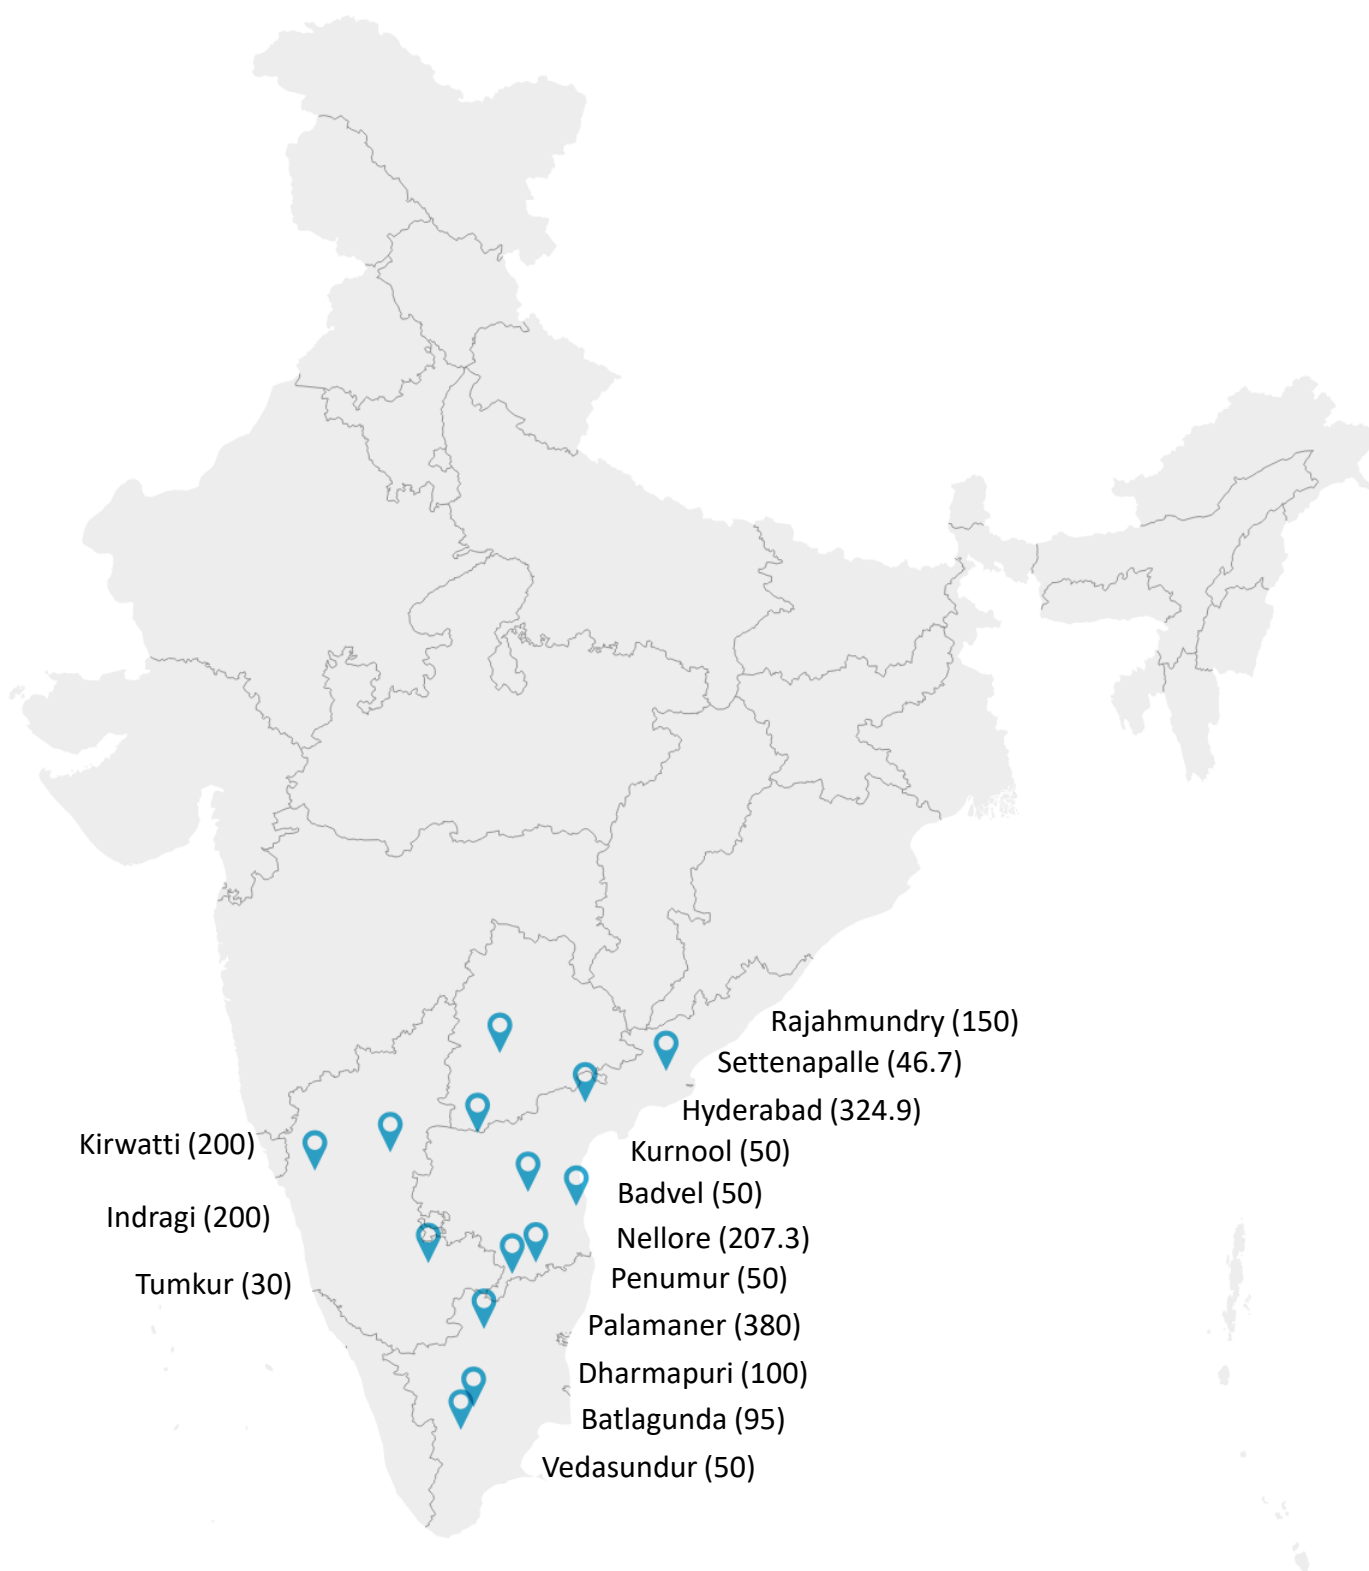 Rajahmundry (150)
Settenapalle (46.7)
Hyderabad (324.9)
Kirwatti (200)
Kurnool (50)
Badvel (50)
Indragi (200)
Nellore (207.3)
Penumur (50)
Tumkur (30)
Palamaner (380)
Dharmapuri (100)
Batlagunda (95)
Vedasundur (50)